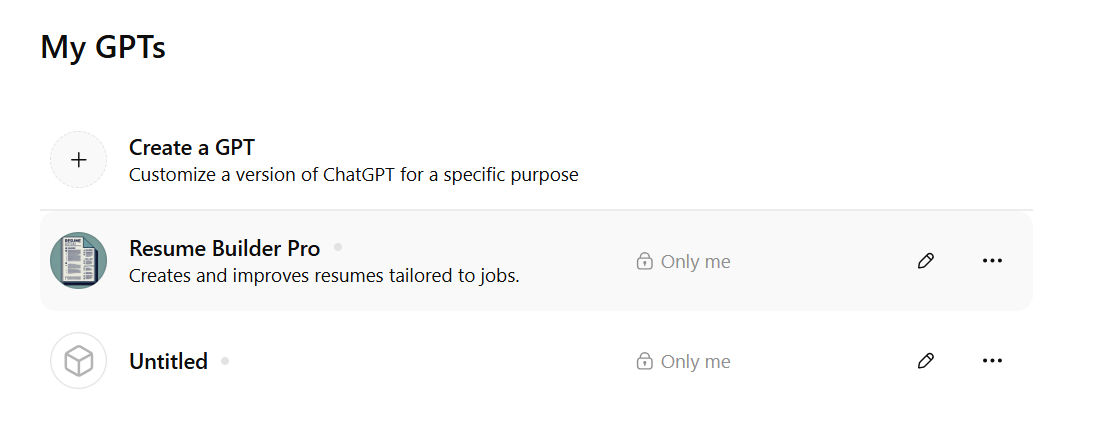 My GPTs
Create a GPT
Customize a version of ChatGPT for a specific purpose
RESUME
Resume Builder Pro
Only me
Creates and improves resumes tailored to jobs.
Untitled
Only me